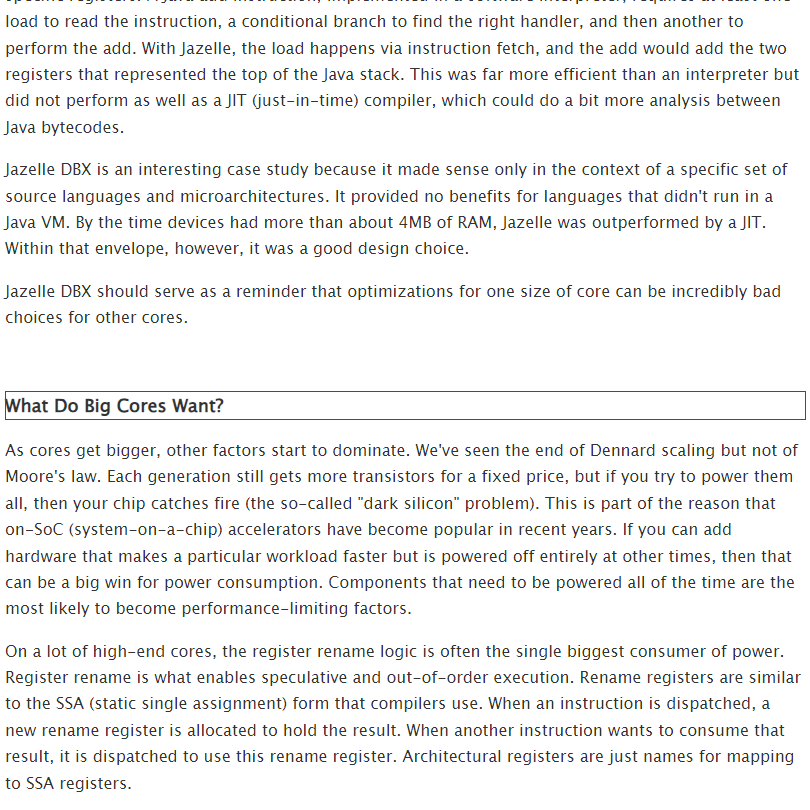 load to read the instruction, a conditional branch to find the right handler, and then another to
perform the add. With Jazelle, the load happens via instruction fetch, and the add would add the two
registers that represented the top of the Java stack. This was far more efficient than an interpreter but
did not perform as well as a JIT (just-in-time) compiler, which could do a bit more analysis between
Java bytecodes.
Jazelle DBX is an interesting case study because it made sense only in the context of a specific set of
source languages and microarchitectures. It provided no benefits for languages that didn't run in a
Java VM. By the time devices had more than about 4MB of RAM, Jazelle was outperformed by a JIT.
Within that envelope, however, it was a good design choice.
Jazelle DBX should serve as a reminder that optimizations for one size of core can be incredibly bad
choices for other cores.
What Do Big Cores Want?
As cores get bigger, other factors start to dominate. We've seen the end of Dennard scaling but not of
Moore's law. Each generation still gets more transistors for a fixed price, but if you try to power them
all, then your chip catches fire (the so-called "dark silicon" problem). This is part of the reason that
on-SoC (system-on-a-chip) accelerators have become popular in recent years. If you can add
hardware that makes a particular workload faster but is powered off entirely at other times, then that
can be a big win for power consumption. Components that need to be powered all of the time are the
most likely to become performance-limiting factors.
On a lot of high-end cores, the register rename logic is often the single biggest consumer of power.
Register rename is what enables speculative and out-of-order execution. Rename registers are similar
to the SSA (static single assignment) form that compilers use. When an instruction is dispatched, a
new rename register is allocated to hold the result. When another instruction wants to consume that
result, it is dispatched to use this rename register. Architectural registers are just names for mapping
to SSA registers.